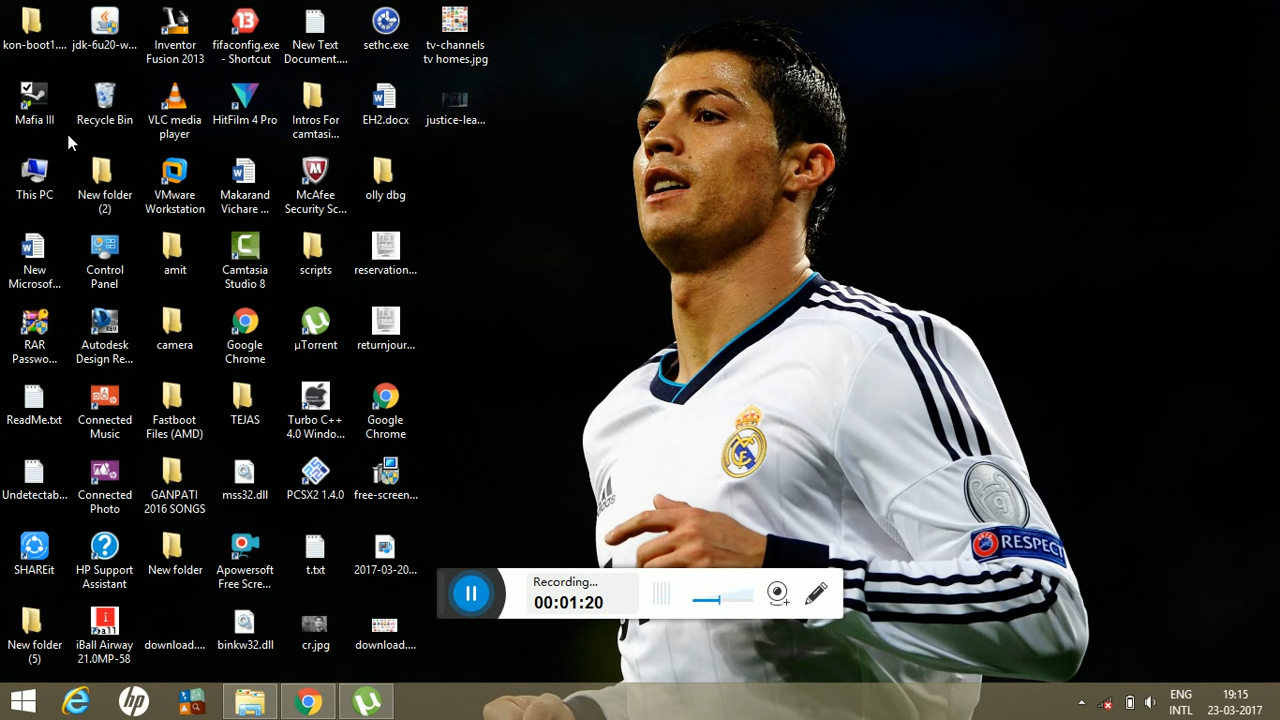 kon-boot1....
jdk-6u20-w...
Inventor
Fusion 2013
13
fifaconfig.exe
- Shortcut
New Text
Document....
sethc.exe
tv-channels
tv homes.jpg
Mafia III
Recycle Bin
VLC media
player
HitFilm 4 Pro
Intros For
camtasi...
EH2.docx
justice-lea...
This PC
New folder
(2)
VMware
Workstation
Makarand
Vichare ...
McAfee
Security Sc...
olly dbg
New
Microsof...
Control
Panel
amit
Camtasia
Studio 8
scripts
reservation...
RAR
Passwo...
Autodesk
Design Re...
camera
Google
Chrome
µTorrent
returnjour...
ReadMe.txt
Connected
Music
Fastboot
Files (AMD)
TEJAS
Turbo C++
4.0 Windo...
Google
Chrome
Undetectab...
Connected
Photo
GANPATI
2016 SONGS
mss32.dll
PCSX2 1.4.0
free-screen...
SHAREit
HP Support
Assistant
New folder
Apowersoft
Free Scre...
t.txt
2017-03-20...
New folder
(5)
iBall Airway
21.0MP-58
download....
binkw32.dll
cr.jpg
download....
adidas
9
RESPECT
Recording...
00:01:20
hp
ENG
INTL
19:15
23-03-2017